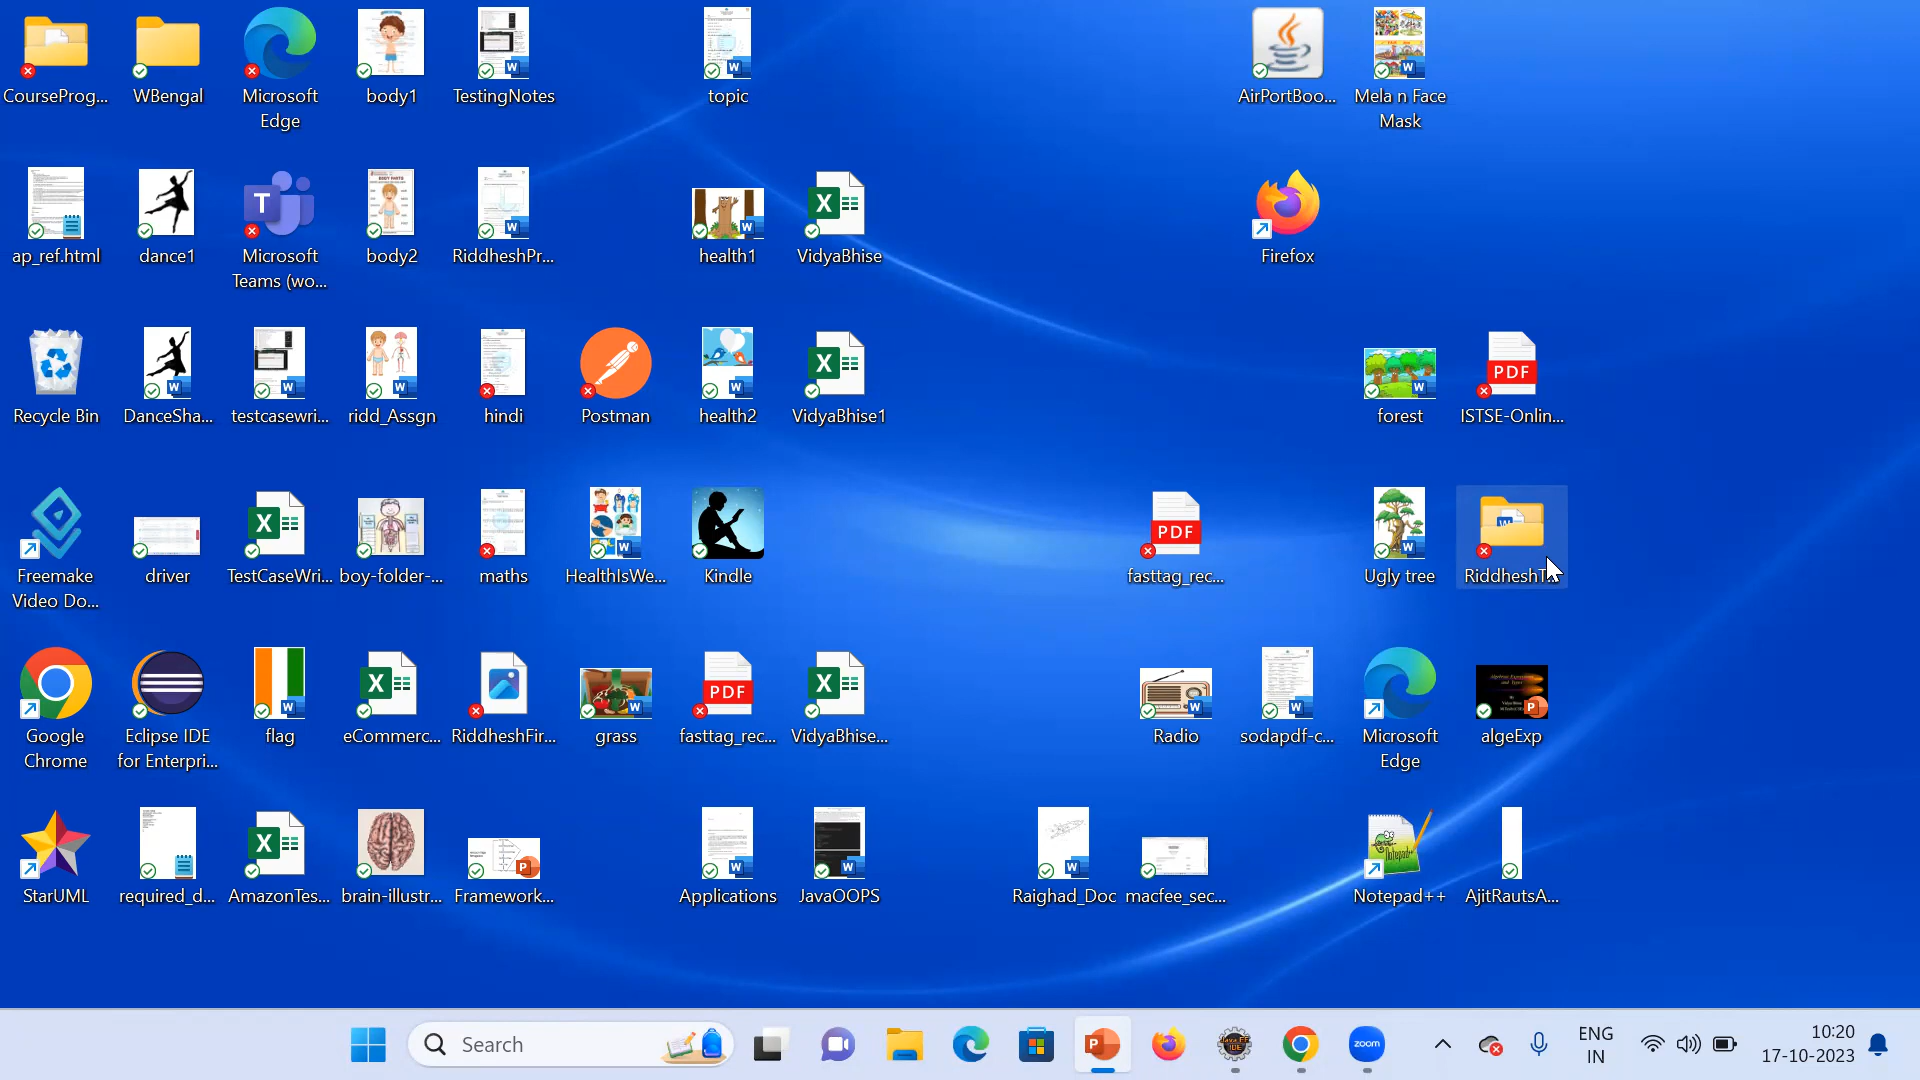 CourseProg...
WBengal
Microsoft
Edge
body1
TestingNotes
topic
AirPortBoo...
Mela n Face
Mask
ap_ref.html
dance1
Microsoft
Teams (wo...
body2
RiddheshPr...
health1
VidyaBhise
Firefox
Recycle Bin
DanceSha...
testcasewri...
ridd_Assgn
hindi
Postman
health2
VidyaBhise1
forest
PDF
ISTSE-Onlin...
Freemake
Video Do...
driver
TestCaseWri...
boy-folder-...
maths
HealthIsWe...
Kindle
PDF
fasttag_rec...
Ugly tree
RiddheshT...
Google
Chrome
Eclipse IDE
for Enterpri...
flag
eCommerc...
RiddheshFir...
grass
PDF
fasttag_rec...
VidyaBhise...
Radio
sodapdf-c...
Microsoft
Edge
algeExp
StarUML
required_d...
AmazonTes...
brain-illustr...
Framework...
Applications
JavaOOPS
Raighad_Doc
macfee_sec...
Notepad++
AjitRautsA...
Search
zoom
ENG
IN
10:20
17-10-2023